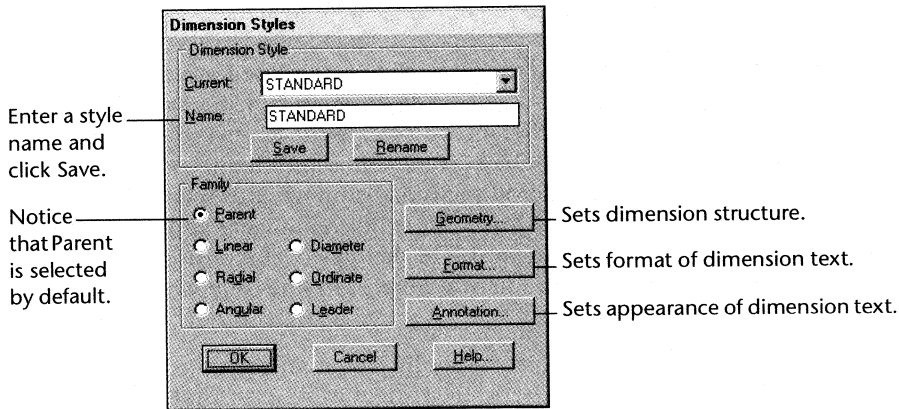 Dimension Styles
Dimension Style
Current: STANDARD
Name: STANDARD
Save Rename
Enter a style
name and
click Save.
Family
Parent
Linear Diameter
Radial Ordinate
Angular Leader
Notice
that Parent
is selected
by default.
Geometry... Sets dimension structure.
Format... Sets format of dimension text.
Annotation... Sets appearance of dimension text.
OK Cancel Help...